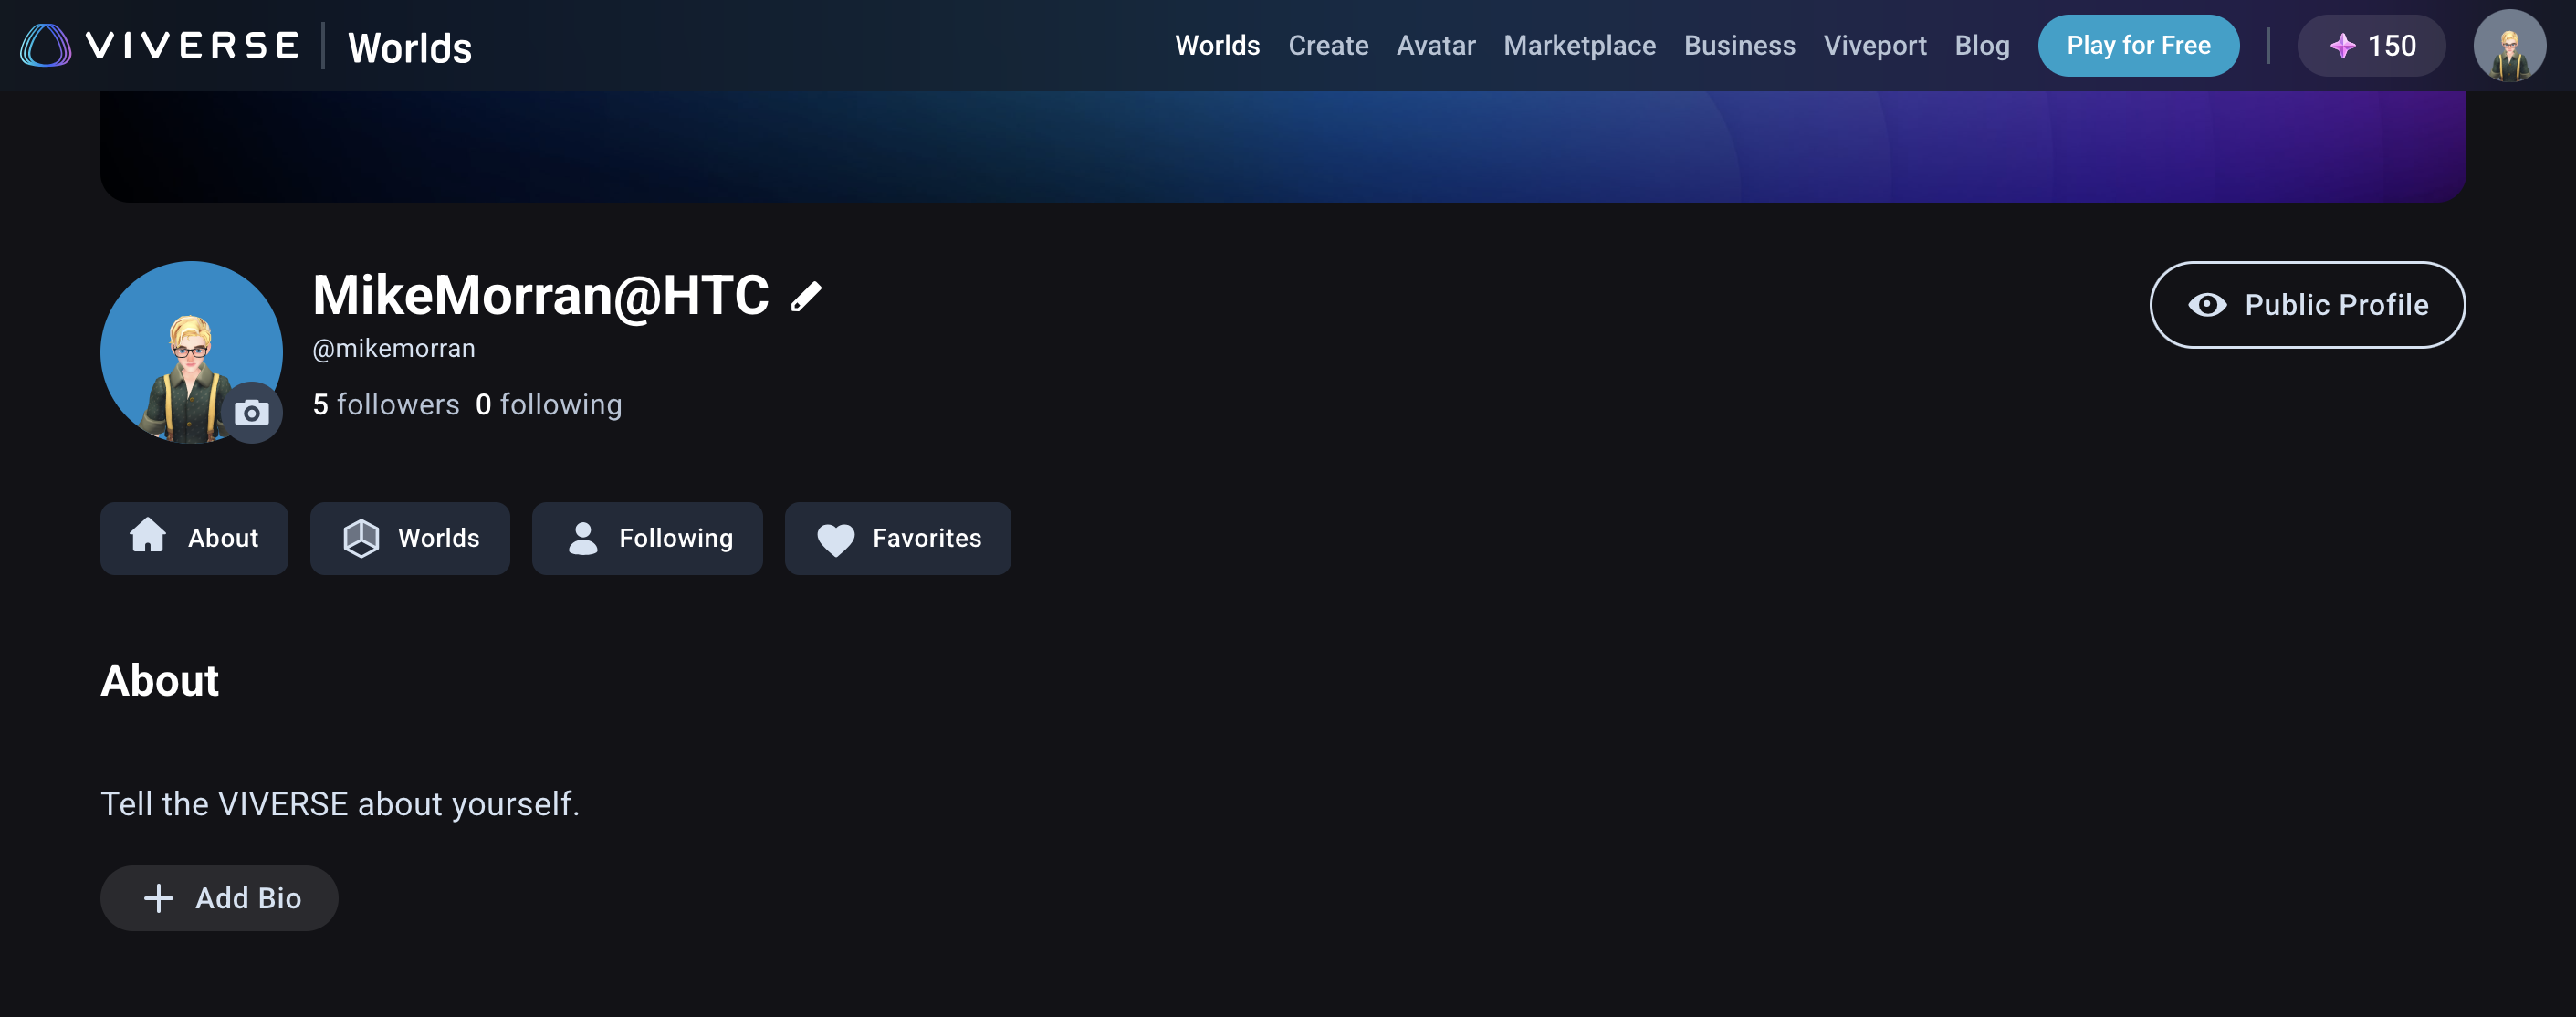 VIVERSE | Worlds
Worlds Create Avatar Marketplace Business Viveport Blog Play for Free 150
MikeMorran@HTC
@mikemorran
5 followers 0 following
Public Profile
About Worlds Following Favorites
About
Tell the VIVERSE about yourself.
Add Bio